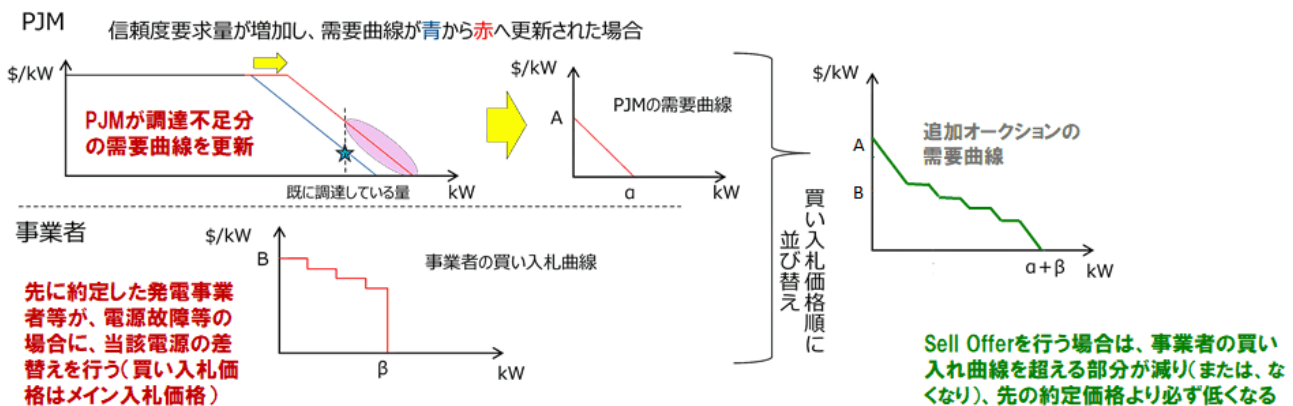 PJM
信頼度要求量が増加し、需要曲線が青から赤へ更新された場合
$/kW
PJMが調達不足分
の需要曲線を更新
既に調達している量
kW
$/kW
PJMの需要曲線
A
α
kW
事業者
$/kW
B
事業者の買い入札曲線
β
kW
先に約定した発電事業
者等が、電源故障等の
場合に、当該電源の差
替えを行う（買い入札価
格はメイン入札価格）
買い入札価格順に
並び替え
$/kW
追加オークションの
需要曲線
A
B
α+β
kW
Sell Offerを行う場合は、事業者の買い
入れ曲線を超える部分が減り（または、な
くなり）、先の約定価格より必ず低くなる